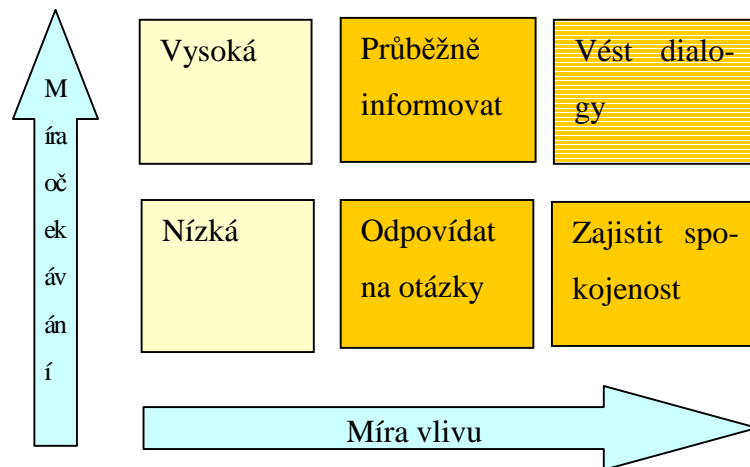 M
íra
oč
ek
áv
án
í
Vysoká
Průběžně
informovat
Vést dialo-
gy
Nízká
Odpovídat
na otázky
Zajistit spo-
kojenost
Míra vlivu